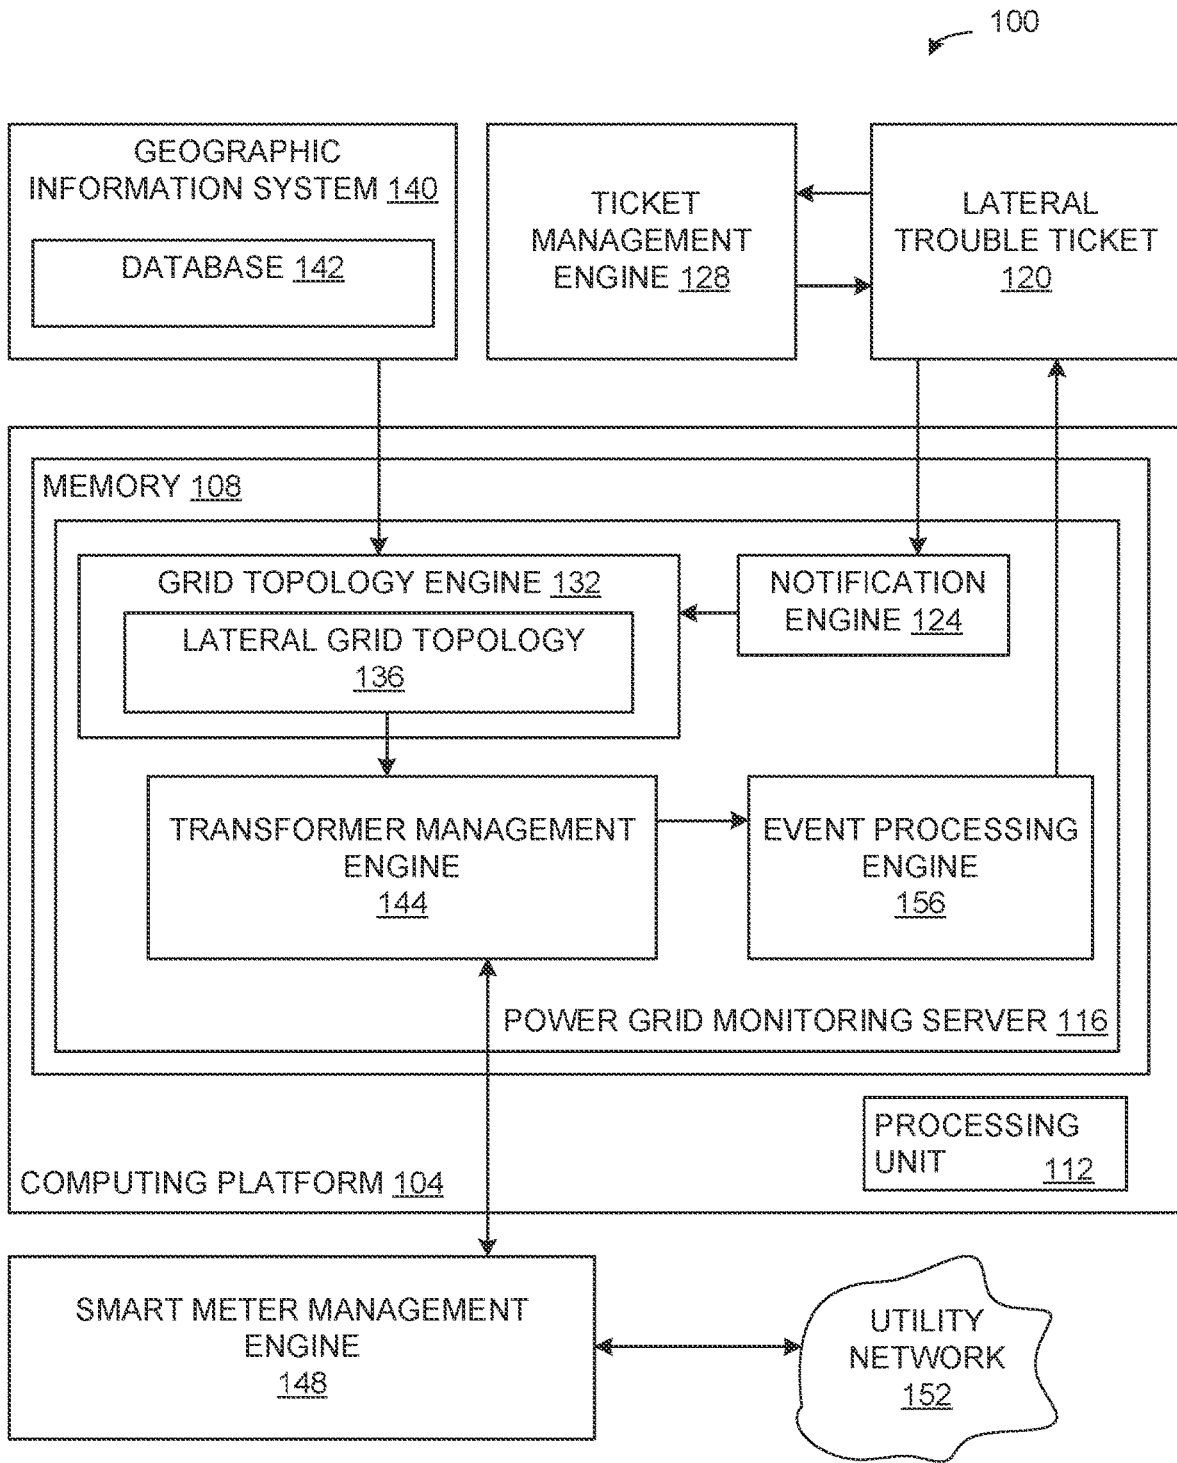 100
GEOGRAPHIC
INFORMATION SYSTEM 140
DATABASE 142
TICKET
MANAGEMENT
ENGINE 128
LATERAL
TROUBLE TICKET
120
MEMORY 108
GRID TOPOLOGY ENGINE 132
LATERAL GRID TOPOLOGY
136
NOTIFICATION
ENGINE 124
TRANSFORMER MANAGEMENT
ENGINE
144
EVENT PROCESSING
ENGINE
156
POWER GRID MONITORING SERVER 116
PROCESSING
UNIT 112
COMPUTING PLATFORM 104
SMART METER MANAGEMENT
ENGINE
148
UTILITY
NETWORK
152